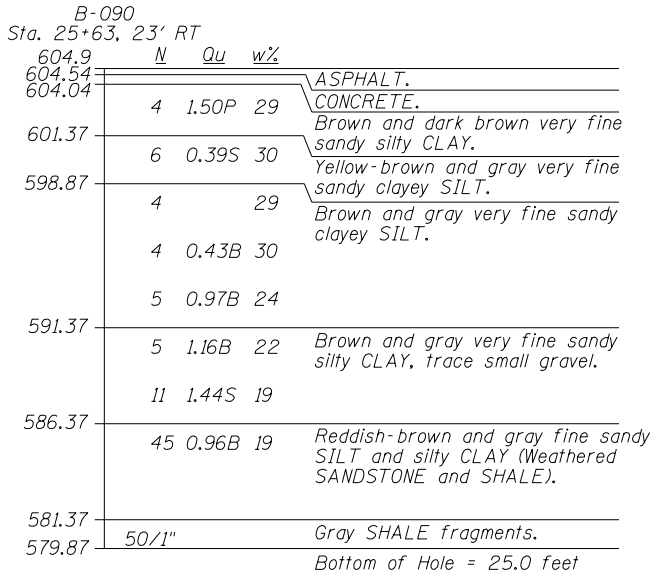 B-090
Sta. 25+63, 23' RT
604.9 N Qu w%
604.54 ASPHALT.
604.04 CONCRETE.
4 1.50P 29 Brown and dark brown very fine
sandy silty CLAY.
601.37
6 0.39S 30 Yellow-brown and gray very fine
sandy clayey SILT.
598.87
4 29 Brown and gray very fine sandy
clayey SILT.
4 0.43B 30
5 0.97B 24
591.37
5 1.16B 22 Brown and gray very fine sandy
silty CLAY, trace small gravel.
11 1.44S 19
586.37
45 0.96B 19 Reddish-brown and gray fine sandy
SILT and silty CLAY (Weathered
SANDSTONE and SHALE).
581.37
50/1" Gray SHALE fragments.
579.87
Bottom of Hole = 25.0 feet